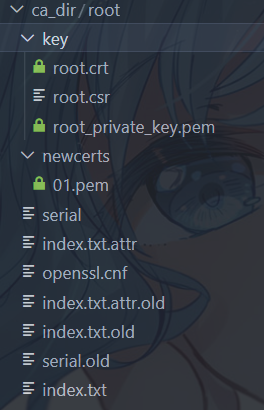 ca_dir/root
key
root.crt
root.csr
root_private_key.pem
newcerts
01.pem
serial
index.txt.attr
openssl.cnf
index.txt.attr.old
index.txt.old
serial.old
index.txt